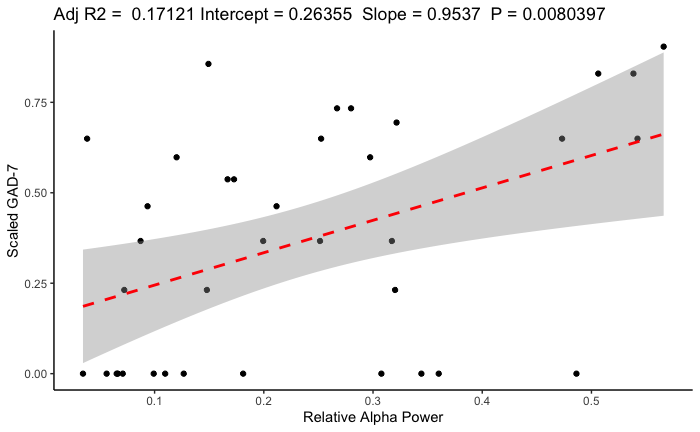 Adj R2 =  0.17121 Intercept = 0.26355  Slope = 0.9537  P = 0.0080397
0.75
0.50
0.25
0.00
Scaled GAD-7
0.1 0.2 0.3 0.4 0.5
Relative Alpha Power